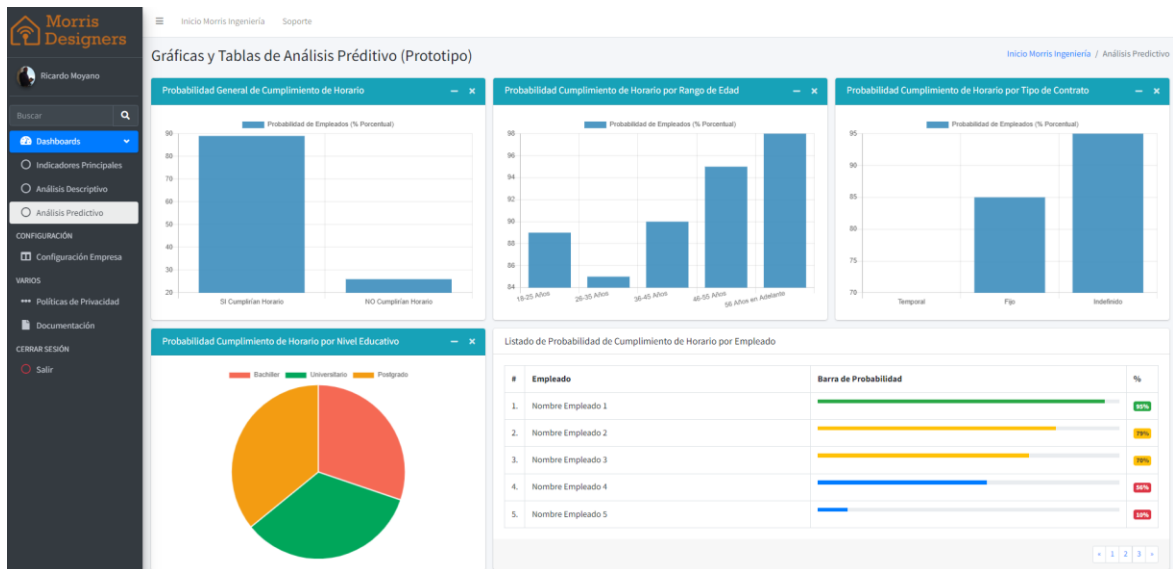 Morris
Designers
Inicio Morris Ingeniería Soporte
Ricardo Moyano
Buscar
Dashboards
Indicadores Principales
Análisis Descriptivo
Análisis Predictivo
CONFIGURACIÓN
Configuración Empresa
VARIOS
Políticas de Privacidad
Documentación
CERRAR SESIÓN
Salir
Gráficas y Tablas de Análisis Préditivo (Prototipo)
Inicio Morris Ingeniería / Análisis Predictivo
Probabilidad General de Cumplimiento de Horario
Probabilidad de Empleados (% Porcentual)
90
80
70
60
50
40
30
20
SI Cumplirían Horario NO Cumplirían Horario
Probabilidad Cumplimiento de Horario por Rango de Edad
Probabilidad de Empleados (% Porcentual)
98
96
94
92
90
88
86
84
18-25 Años 26-35 Años 36-45 Años 46-55 Años 56 Años en Adelante
Probabilidad Cumplimiento de Horario por Tipo de Contrato
Probabilidad de Empleados (% Porcentual)
95
90
85
80
75
70
Temporal Fijo Indefinido
Probabilidad Cumplimiento de Horario por Nivel Educativo
Bachiller Universitario Postgrado
Listado de Probabilidad de Cumplimiento de Horario por Empleado
# Empleado Barra de Probabilidad %
1. Nombre Empleado 1 95%
2. Nombre Empleado 2 79%
3. Nombre Empleado 3 70%
4. Nombre Empleado 4 56%
5. Nombre Empleado 5 10%
« 1 2 3 »